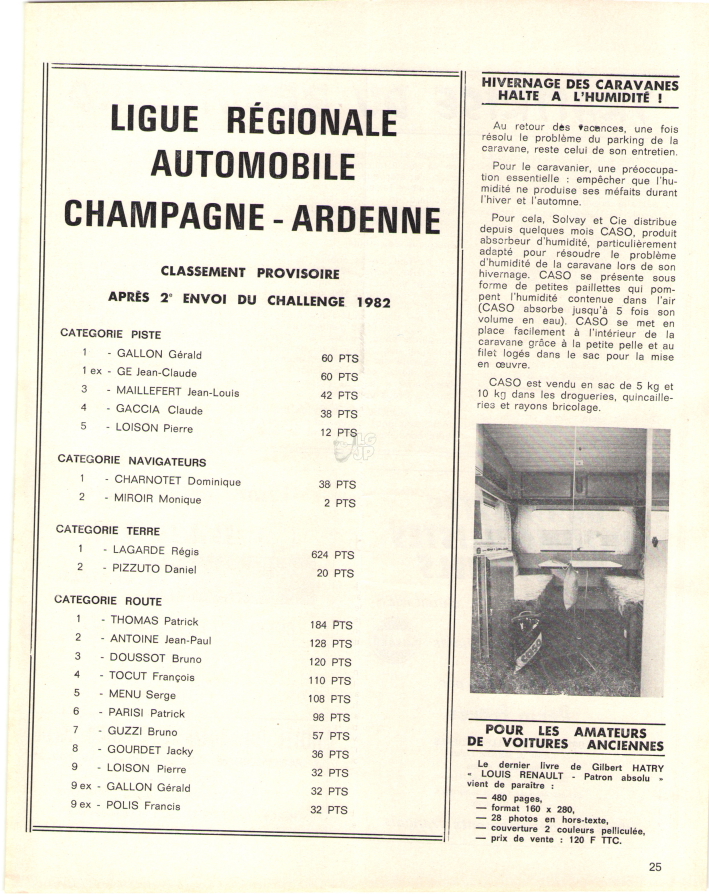 LIGUE RÉGIONALE
AUTOMOBILE
CHAMPAGNE - ARDENNE
CLASSEMENT PROVISOIRE
APRÈS 2e ENVOI DU CHALLENGE 1982
CATEGORIE PISTE
1 - GALLON Gérald 60 PTS
1 ex - GE Jean-Claude 60 PTS
3 - MAILLEFERT Jean-Louis 42 PTS
4 - GACCIA Claude 38 PTS
5 - LOISON Pierre 12 PTS
CATEGORIE NAVIGATEURS
1 - CHARNOTET Dominique 38 PTS
2 - MIROIR Monique 2 PTS
CATEGORIE TERRE
1 - LAGARDE Régis 624 PTS
2 - PIZZUTO Daniel 20 PTS
CATEGORIE ROUTE
1 - THOMAS Patrick 184 PTS
2 - ANTOINE Jean-Paul 128 PTS
3 - DOUSSOT Bruno 120 PTS
4 - TOCUT François 110 PTS
5 - MENU Serge 108 PTS
6 - PARISI Patrick 98 PTS
7 - GUZZI Bruno 57 PTS
8 - GOURDET Jacky 36 PTS
9 - LOISON Pierre 32 PTS
9 ex - GALLON Gérald 32 PTS
9 ex - POLIS Francis 32 PTS
LG
JP
HIVERNAGE DES CARAVANES
HALTE A L'HUMIDITÉ !
Au retour des vacances, une fois
résolu le problème du parking de la
caravane, reste celui de son entretien.
Pour le caravanier, une préoccupa-
tion essentielle : empêcher que l'hu-
midité ne produise ses méfaits durant
l'hiver et l'automne.
Pour cela, Solvay et Cie distribue
depuis quelques mois CASO, produit
absorbeur d'humidité, particulièrement
adapté pour résoudre le problème
d'humidité de la caravane lors de son
hivernage. CASO se présente sous
forme de petites paillettes qui pom-
pent l'humidité contenue dans l'air
(CASO absorbe jusqu'à 5 fois son
volume en eau). CASO se met en
place facilement à l'intérieur de la
caravane grâce à la petite pelle et au
filet logés dans le sac pour la mise
en œuvre.
CASO est vendu en sac de 5 kg et
10 kg dans les drogueries, quincaille-
ries et rayons bricolage.
POUR LES AMATEURS
DE VOITURES ANCIENNES
Le dernier livre de Gilbert HATRY
« LOUIS RENAULT - Patron absolu »
vient de paraître :
— 480 pages,
— format 160 x 280,
— 28 photos en hors-texte,
— couverture 2 couleurs pelliculée,
— prix de vente : 120 F TTC.
25